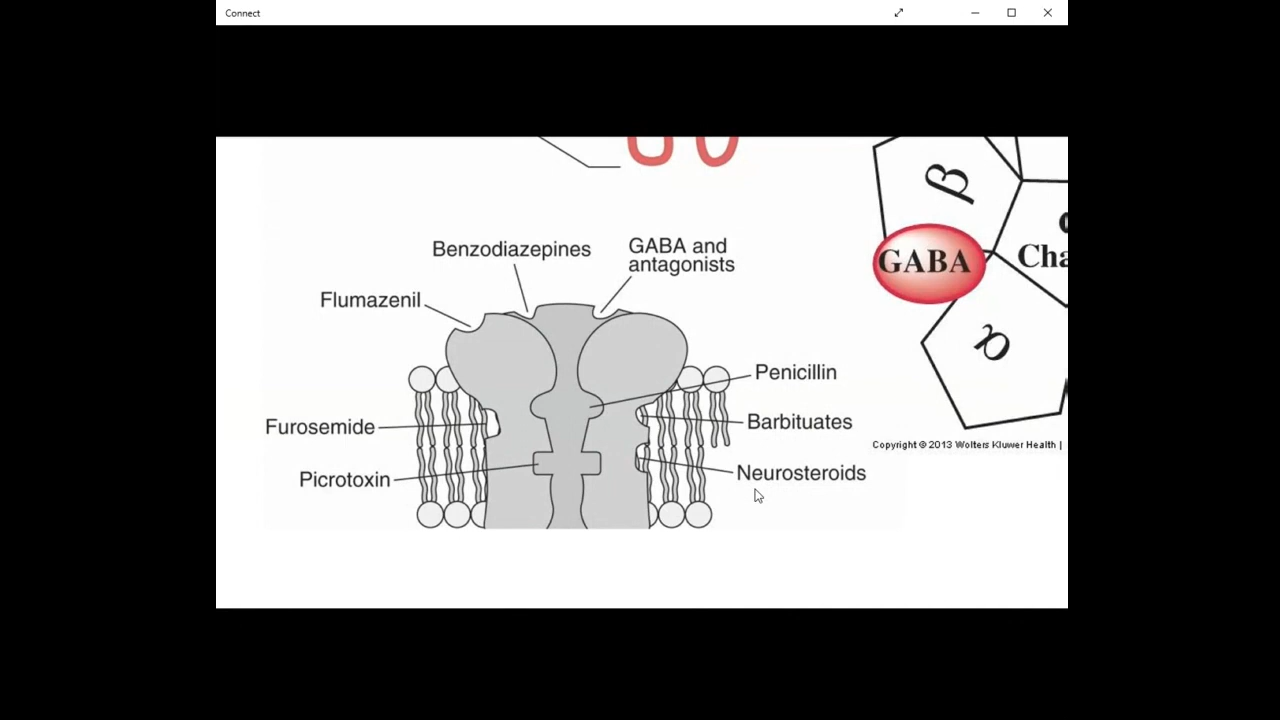 Connect
β
Benzodiazepines
GABA and
antagonists
GABA
Cha
Flumazenil
α
Penicillin
Furosemide
Barbituates
Copyright © 2013 Wolters Kluwer Health |
Picrotoxin
Neurosteroids